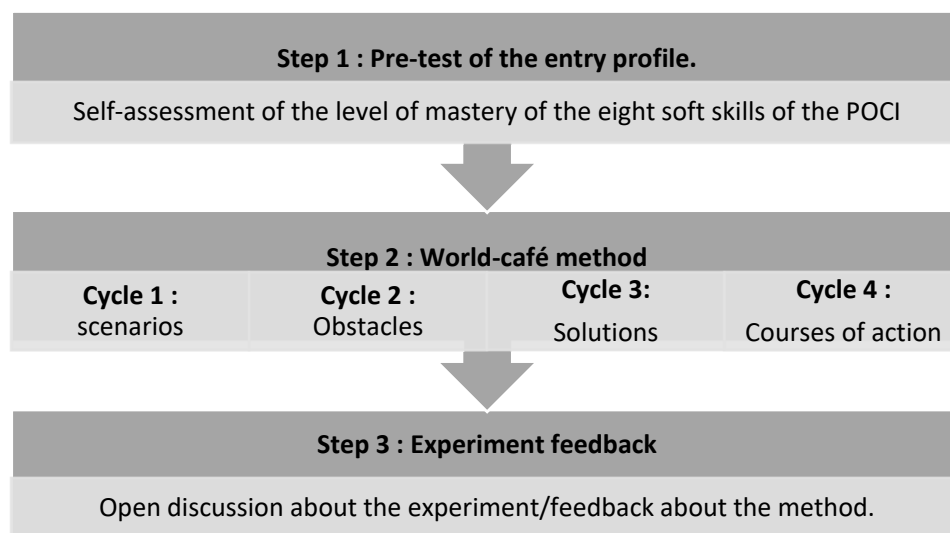 Step 1 : Pre-test of the entry profile.
Self-assessment of the level of mastery of the eight soft skills of the POCI
Step 2 : World-café method
Cycle 1 :
scenarios
Cycle 2 :
Obstacles
Cycle 3:
Solutions
Cycle 4 :
Courses of action
Step 3 : Experiment feedback
Open discussion about the experiment/feedback about the method.